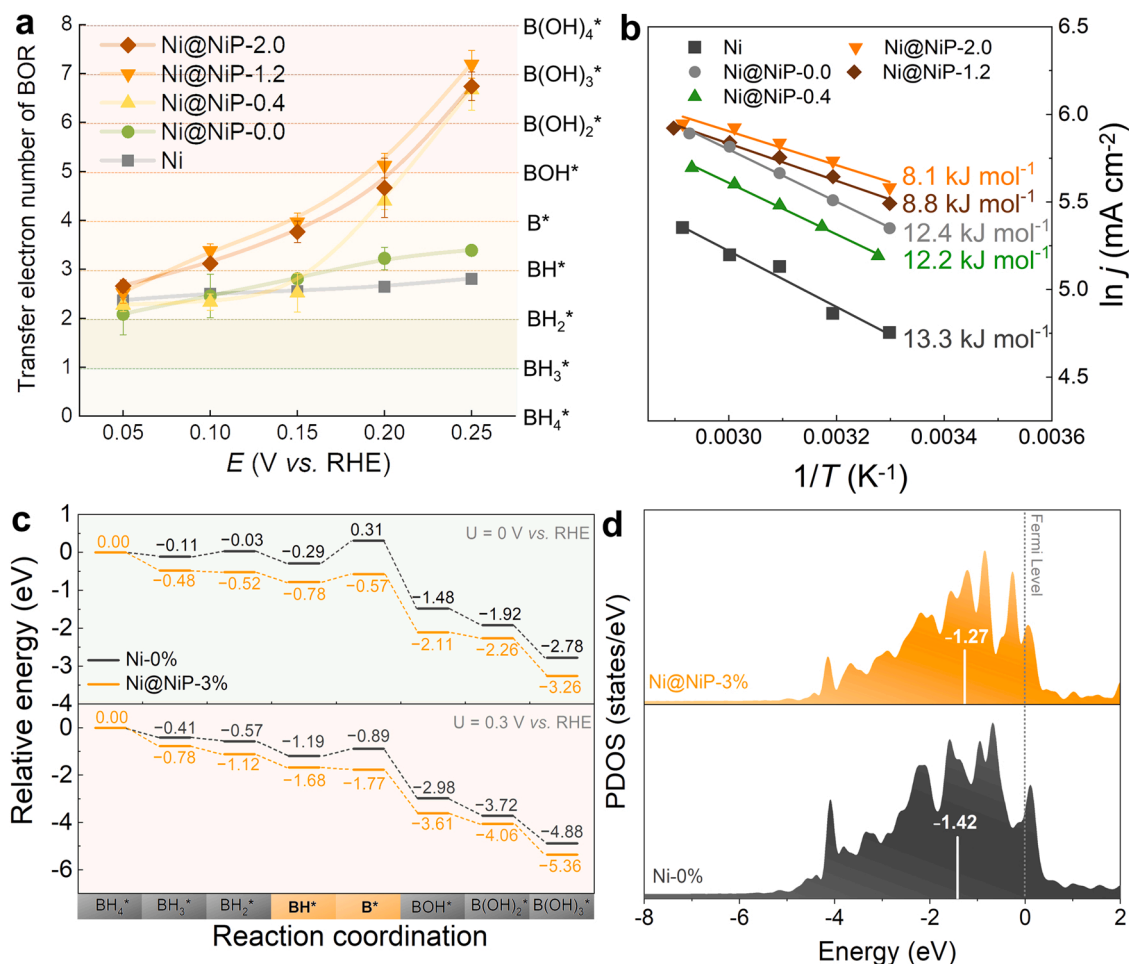 a
Transfer electron number of BOR
8
7
6
5
4
3
2
1
0
Ni@NiP-2.0
Ni@NiP-1.2
Ni@NiP-0.4
Ni@NiP-0.0
Ni
B(OH)₄*
B(OH)₃*
B(OH)₂*
BOH*
B*
BH*
BH₂*
BH₃*
BH₄*
0.05 0.10 0.15 0.20 0.25
E (V vs. RHE)
b
Ni
Ni@NiP-0.0
Ni@NiP-0.4
Ni@NiP-2.0
Ni@NiP-1.2
8.1 kJ mol⁻¹
8.8 kJ mol⁻¹
12.4 kJ mol⁻¹
12.2 kJ mol⁻¹
13.3 kJ mol⁻¹
6.5
6.0
5.5
5.0
4.5
ln j (mA cm⁻²)
0.0030 0.0032 0.0034 0.0036
1/T (K⁻¹)
c
Relative energy (eV)
1
0
-1
-2
-3
-4
U = 0 V vs. RHE
0.00
−0.11 −0.03 −0.29 0.31 −1.48 −1.92 −2.78
−0.48 −0.52 −0.78 −0.57 −2.11 −2.26 −3.26
Ni-0%
Ni@NiP-3%
0
-2
-4
-6
U = 0.3 V vs. RHE
0.00
−0.41 −0.57 −1.19 −0.89 −2.98 −3.72 −4.88
−0.78 −1.12 −1.68 −1.77 −3.61 −4.06 −5.36
BH₄* BH₃* BH₂* BH* B* BOH* B(OH)₂* B(OH)₃*
Reaction coordination
d
PDOS (states/eV)
Fermi Level
-1.27
Ni@NiP-3%
-1.42
Ni-0%
-8 -6 -4 -2 0 2
Energy (eV)